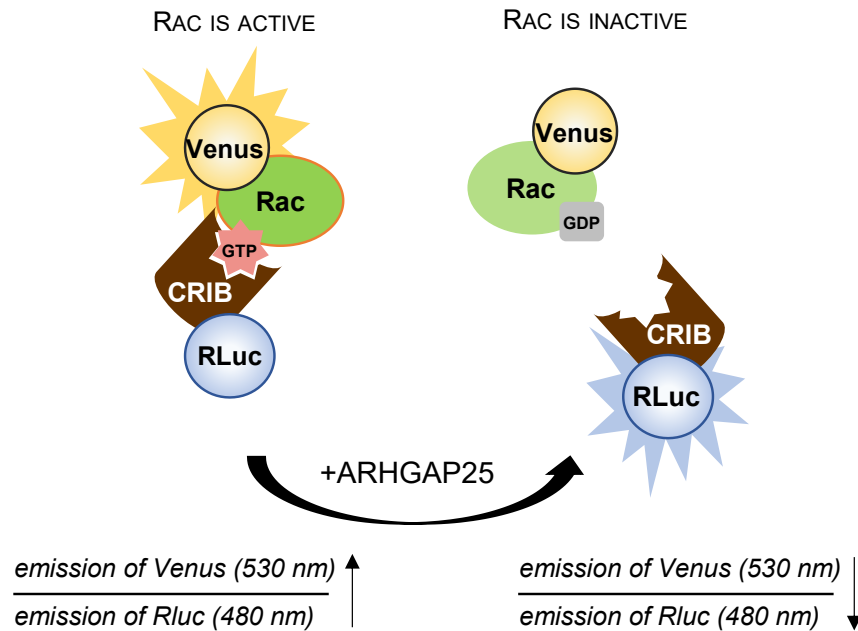 RAC IS ACTIVE
RAC IS INACTIVE
Venus
Rac
GTP
CRIB
RLuc
Venus
Rac
GDP
CRIB
RLuc
+ARHGAP25
emission of Venus (530 nm)
emission of Rluc (480 nm)
emission of Venus (530 nm)
emission of Rluc (480 nm)